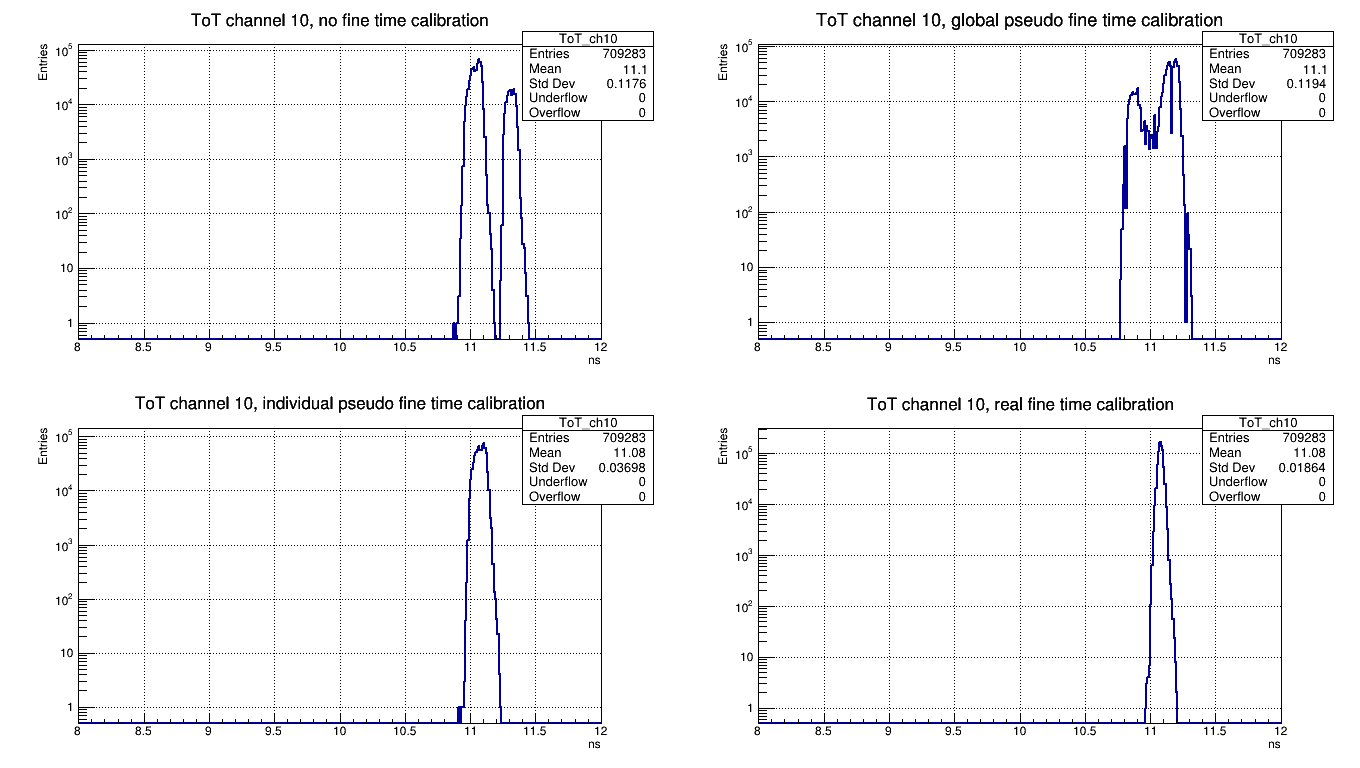 ToT channel 10, no fine time calibration
Entries
ToT_ch10
Entries 709283
Mean 11.1
Std Dev 0.1176
Underflow 0
Overflow 0
10^5
10^4
10^3
10^2
10
1
8 8.5 9 9.5 10 10.5 11 11.5 12
ns
ToT channel 10, global pseudo fine time calibration
Entries
ToT_ch10
Entries 709283
Mean 11.1
Std Dev 0.1194
Underflow 0
Overflow 0
10^5
10^4
10^3
10^2
10
1
8 8.5 9 9.5 10 10.5 11 11.5 12
ns
ToT channel 10, individual pseudo fine time calibration
Entries
ToT_ch10
Entries 709283
Mean 11.08
Std Dev 0.03698
Underflow 0
Overflow 0
10^5
10^4
10^3
10^2
10
1
8 8.5 9 9.5 10 10.5 11 11.5 12
ns
ToT channel 10, real fine time calibration
Entries
ToT_ch10
Entries 709283
Mean 11.08
Std Dev 0.01864
Underflow 0
Overflow 0
10^5
10^4
10^3
10^2
10
1
8 8.5 9 9.5 10 10.5 11 11.5 12
ns